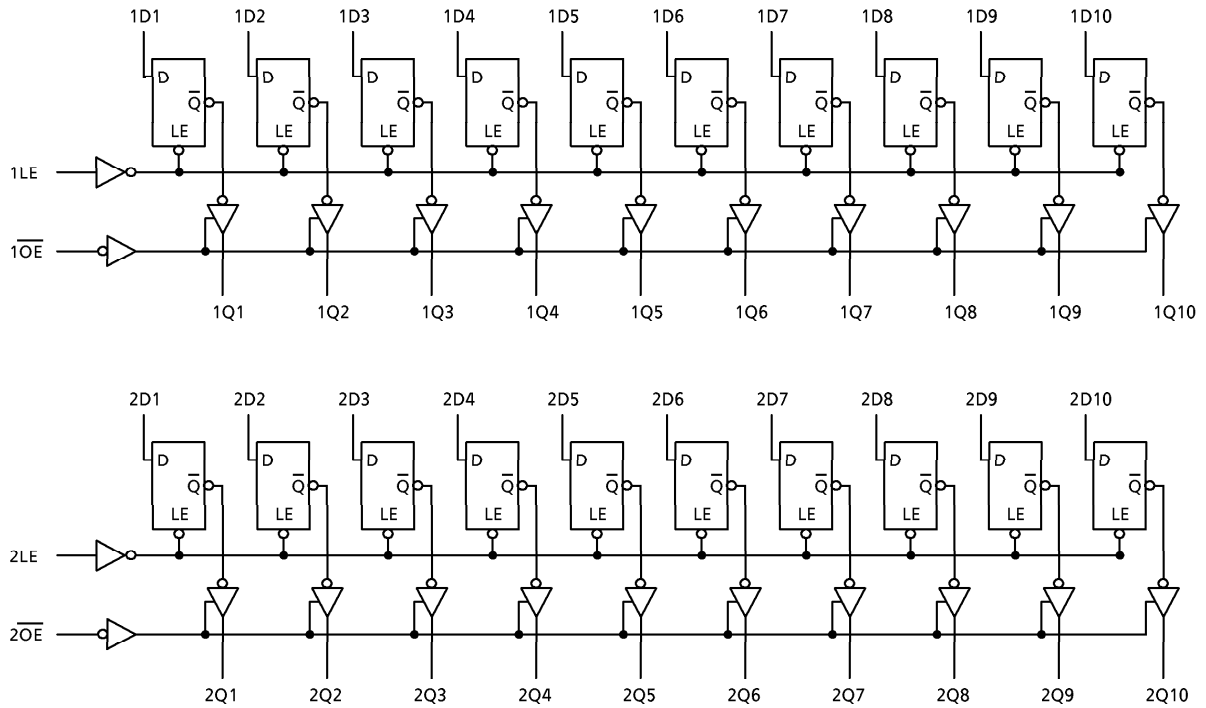 1D1 1D2 1D3 1D4 1D5 1D6 1D7 1D8 1D9 1D10
D D D D D D D D D D
Q̅ Q̅ Q̅ Q̅ Q̅ Q̅ Q̅ Q̅ Q̅ Q̅
LE LE LE LE LE LE LE LE LE LE
1LE
1O̅E̅
1Q1 1Q2 1Q3 1Q4 1Q5 1Q6 1Q7 1Q8 1Q9 1Q10
2D1 2D2 2D3 2D4 2D5 2D6 2D7 2D8 2D9 2D10
D D D D D D D D D D
Q̅ Q̅ Q̅ Q̅ Q̅ Q̅ Q̅ Q̅ Q̅ Q̅
LE LE LE LE LE LE LE LE LE LE
2LE
2O̅E̅
2Q1 2Q2 2Q3 2Q4 2Q5 2Q6 2Q7 2Q8 2Q9 2Q10